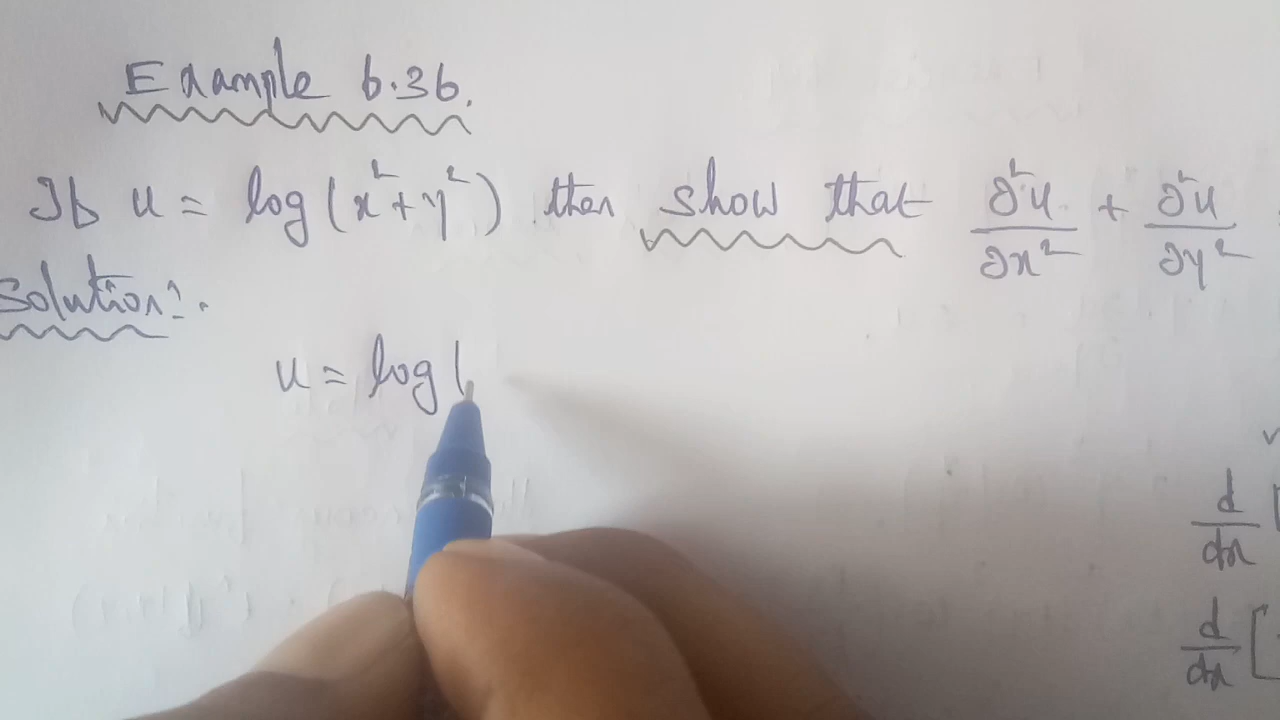 Example 6.36.
If u = log(x²+y²) then show that ∂²u/∂x² + ∂²u/∂y²
Solution:.
u = log (
d/dx [
d/dx [